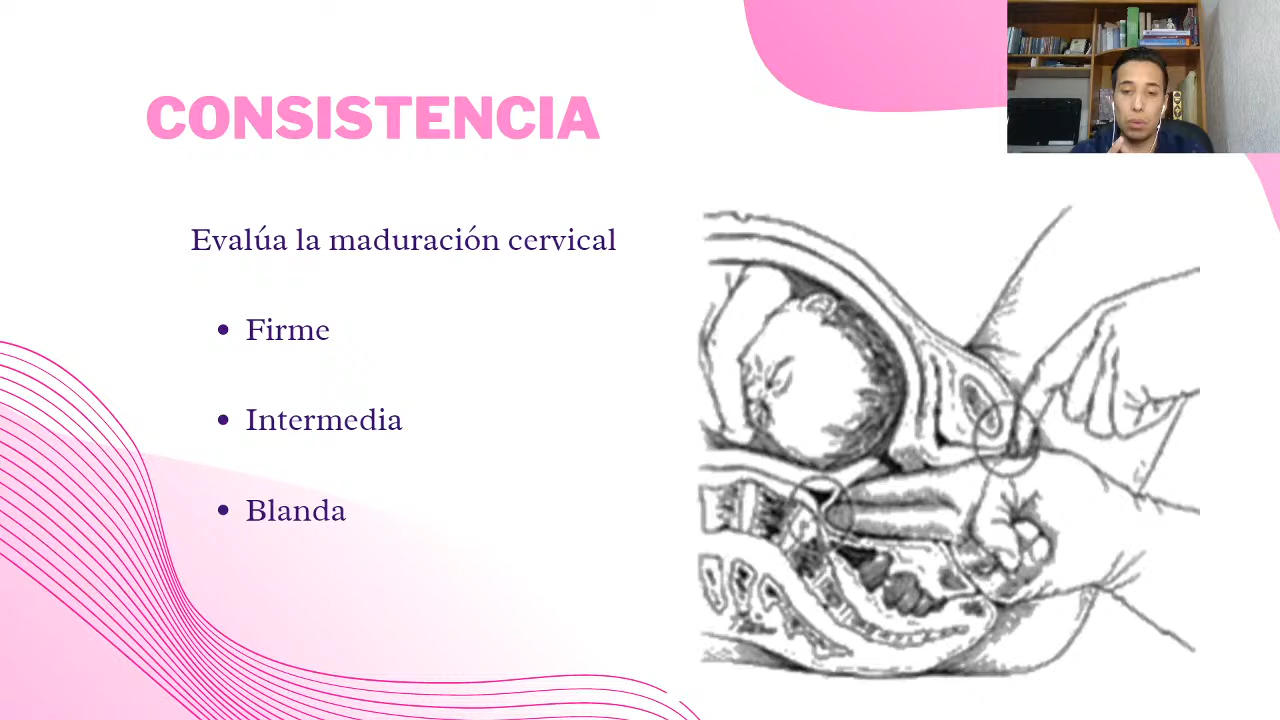 CONSISTENCIA
Evalúa la maduración cervical
• Firme
• Intermedia
• Blanda